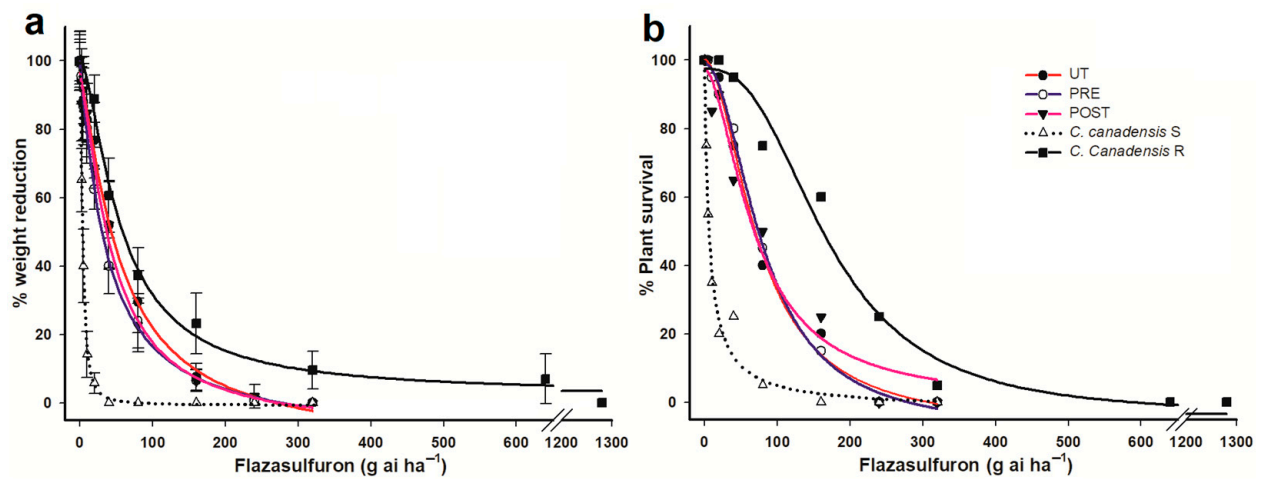 a
b
% weight reduction
100
80
60
40
20
0
0
100
200
300
400
500
600
1200
1300
Flazasulfuron (g ai ha−1)
% Plant survival
100
80
60
40
20
0
0
100
200
300
400
500
600
1200
1300
Flazasulfuron (g ai ha−1)
UT
PRE
POST
C. canadensis S
C. Canadensis R